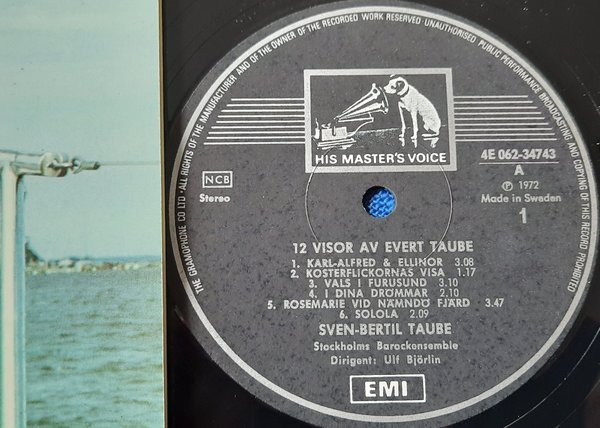 ALL RIGHTS OF THE MANUFACTURER AND OF THE OWNER OF THE RECORDED WORK RESERVED · UNAUTHORISED PUBLIC PERFORMANCE BROADCASTING AND COPYING OF THIS RECORD PROHIBITED
THE GRAMOPHONE CO LTD ·
HIS MASTER'S VOICE
4E 062-34743
A
Ⓟ 1972
Made in Sweden
1
NCB
Stereo
12 VISOR AV EVERT TAUBE
1. KARL-ALFRED & ELLINOR 3.08
2. KOSTERFLICKORNAS VISA 1.17
3. VALS I FURUSUND 3.10
4. I DINA DRÖMMAR 2.10
5. ROSEMARIE VID NÄMNDÖ FJÄRD 3.47
6. SOLOLA 2.09
SVEN-BERTIL TAUBE
Stockholms Barockensemble
Dirigent: Ulf Björlin
EMI